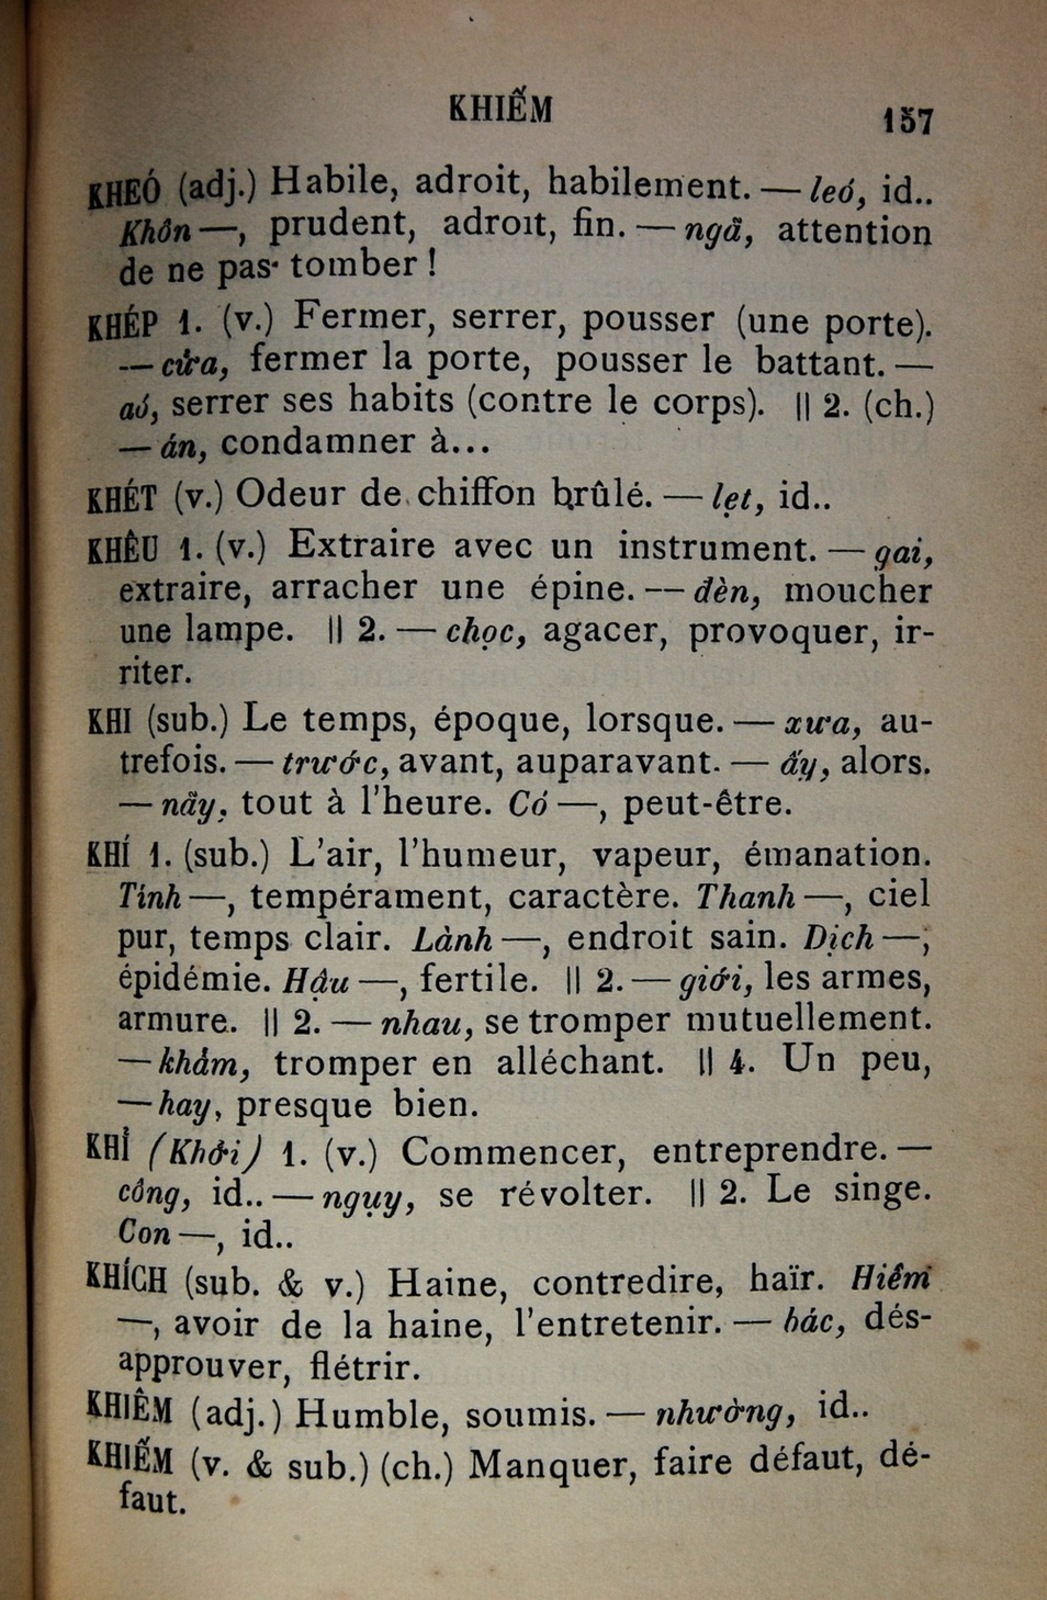 KHIẾM
157
KHEÓ (adj.) Habile, adroit, habilement. — leó, id..
Khôn —, prudent, adroit, fin. — ngã, attention
de ne pas tomber !
KHÉP 1. (v.) Fermer, serrer, pousser (une porte).
— cửa, fermer la porte, pousser le battant. —
aó, serrer ses habits (contre le corps). || 2. (ch.)
— án, condamner à...
KHÉT (v.) Odeur de chiffon brûlé. — lẹt, id..
KHÊU 1. (v.) Extraire avec un instrument. — gai,
extraire, arracher une épine. — đèn, moucher
une lampe. || 2. — chọc, agacer, provoquer, ir-
riter.
KHI (sub.) Le temps, époque, lorsque. — xưa, au-
trefois. — trước, avant, auparavant. — ấy, alors.
— nãy, tout à l'heure. Có —, peut-être.
KHÍ 1. (sub.) L'air, l'humeur, vapeur, émanation.
Tính —, tempérament, caractère. Thanh —, ciel
pur, temps clair. Lành —, endroit sain. Dịch —,
épidémie. Hậu —, fertile. || 2. — giới, les armes,
armure. || 2. — nhau, se tromper mutuellement.
— khảm, tromper en alléchant. || 4. Un peu,
— hay, presque bien.
KHỈ (Khởi) 1. (v.) Commencer, entreprendre. —
công, id.. — ngụy, se révolter. || 2. Le singe.
Con —, id..
KHÍCH (sub. & v.) Haine, contredire, haïr. Hiềm
—, avoir de la haine, l'entretenir. — bác, dés-
approuver, flétrir.
KHIÊM (adj.) Humble, soumis. — nhường, id..
KHIẾM (v. & sub.) (ch.) Manquer, faire défaut, dé-
faut.